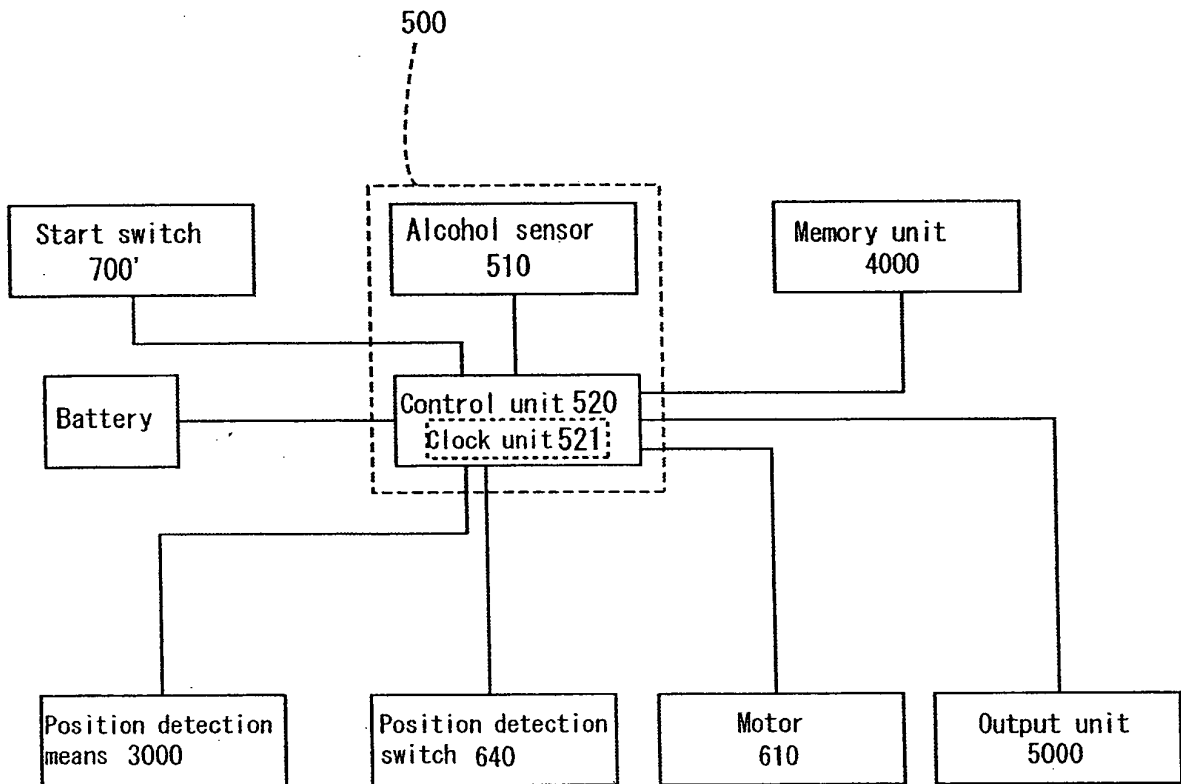 500
Start switch
700'
Alcohol sensor
510
Memory unit
4000
Battery
Control unit 520
Clock unit 521
Position detection
means 3000
Position detection
switch 640
Motor
610
Output unit
5000